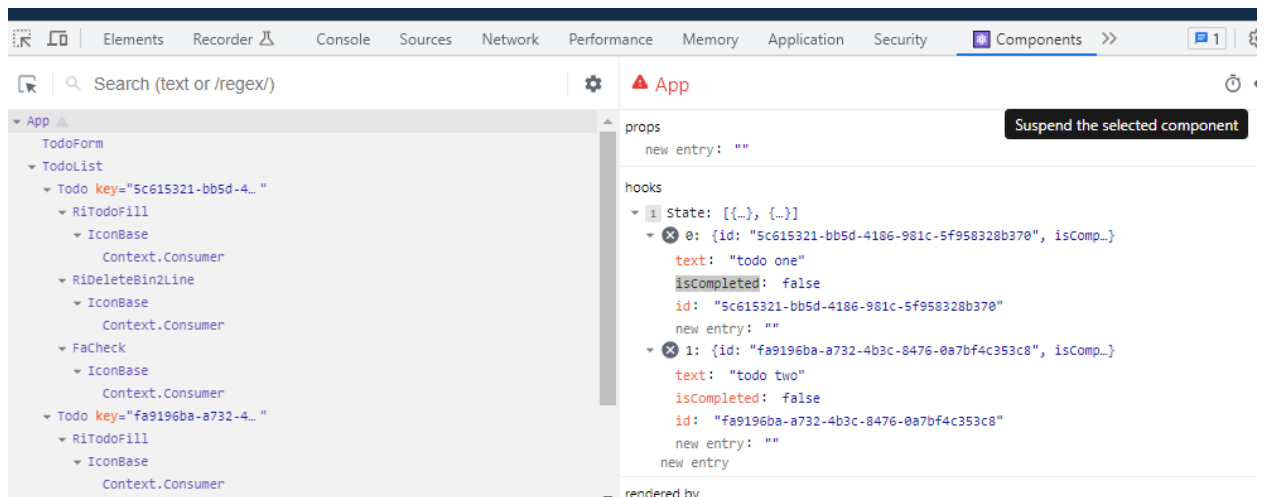 Elements Recorder Console Sources Network Performance Memory Application Security Components 1
Search (text or /regex/)
App
TodoForm
TodoList
Todo key="5c615321-bb5d-4… "
RiTodoFill
IconBase
Context.Consumer
RiDeleteBin2Line
IconBase
Context.Consumer
FaCheck
IconBase
Context.Consumer
Todo key="fa9196ba-a732-4… "
RiTodoFill
IconBase
Context.Consumer
App
Suspend the selected component
props
new entry: ""
hooks
1 State: [{…}, {…}]
0: {id: "5c615321-bb5d-4186-981c-5f958328b370", isComp…}
text: "todo one"
isCompleted: false
id: "5c615321-bb5d-4186-981c-5f958328b370"
new entry: ""
1: {id: "fa9196ba-a732-4b3c-8476-0a7bf4c353c8", isComp…}
text: "todo two"
isCompleted: false
id: "fa9196ba-a732-4b3c-8476-0a7bf4c353c8"
new entry: ""
new entry
rendered by